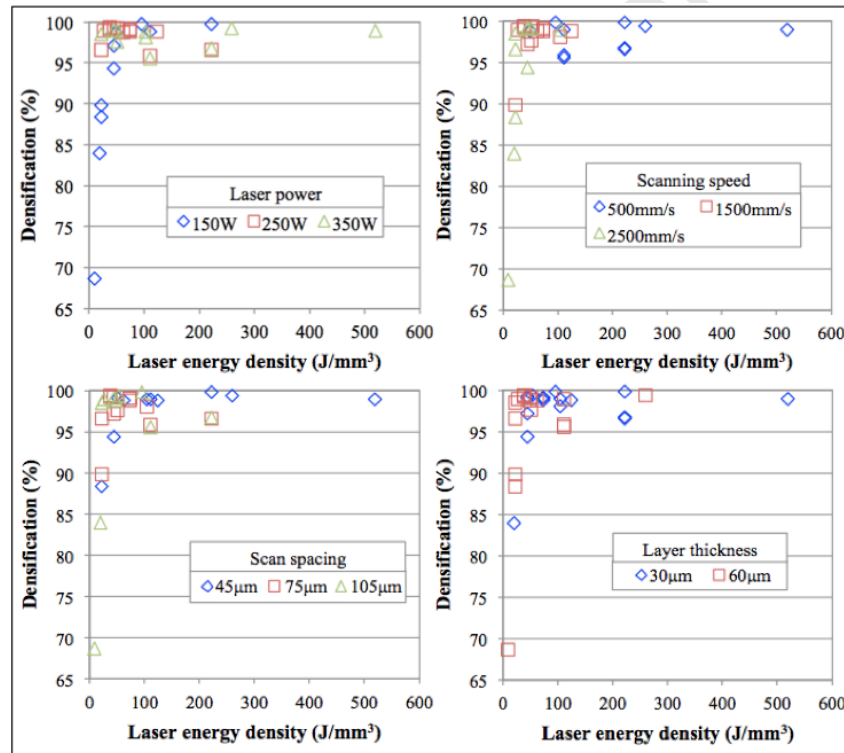 100
95
90
85
80
75
70
65
Densification (%)
Laser power
150W 250W 350W
0 100 200 300 400 500 600
Laser energy density (J/mm³)
100
95
90
85
80
75
70
65
Densification (%)
Scanning speed
500mm/s 1500mm/s
2500mm/s
0 100 200 300 400 500 600
Laser energy density (J/mm³)
100
95
90
85
80
75
70
65
Densification (%)
Scan spacing
45μm 75μm 105μm
0 100 200 300 400 500 600
Laser energy density (J/mm³)
100
95
90
85
80
75
70
65
Densification (%)
Layer thickness
30μm 60μm
0 100 200 300 400 500 600
Laser energy density (J/mm³)